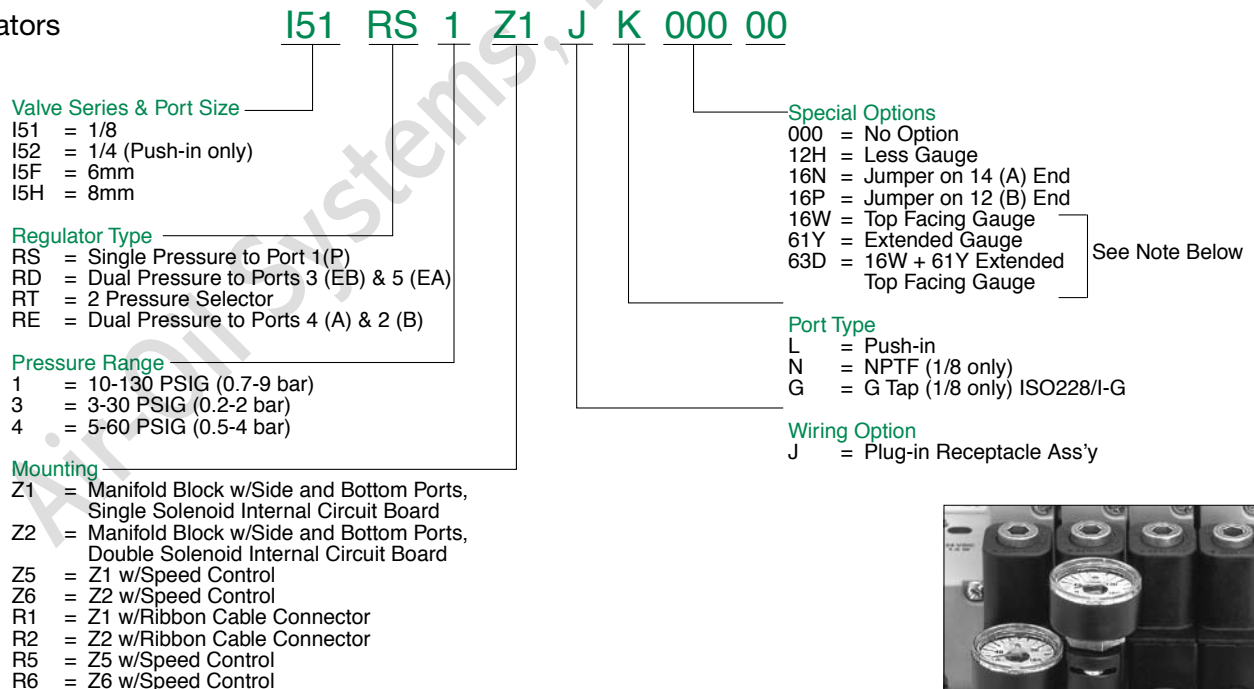 ators
I51 RS 1 Z1 J K 000 00
Valve Series & Port Size
I51 = 1/8
I52 = 1/4 (Push-in only)
I5F = 6mm
I5H = 8mm
Regulator Type
RS = Single Pressure to Port 1(P)
RD = Dual Pressure to Ports 3 (EB) & 5 (EA)
RT = 2 Pressure Selector
RE = Dual Pressure to Ports 4 (A) & 2 (B)
Pressure Range
1 = 10-130 PSIG (0.7-9 bar)
3 = 3-30 PSIG (0.2-2 bar)
4 = 5-60 PSIG (0.5-4 bar)
Mounting
Z1 = Manifold Block w/Side and Bottom Ports,
Single Solenoid Internal Circuit Board
Z2 = Manifold Block w/Side and Bottom Ports,
Double Solenoid Internal Circuit Board
Z5 = Z1 w/Speed Control
Z6 = Z2 w/Speed Control
R1 = Z1 w/Ribbon Cable Connector
R2 = Z2 w/Ribbon Cable Connector
R5 = Z5 w/Speed Control
R6 = Z6 w/Speed Control
Special Options
000 = No Option
12H = Less Gauge
16N = Jumper on 14 (A) End
16P = Jumper on 12 (B) End
16W = Top Facing Gauge
61Y = Extended Gauge
63D = 16W + 61Y Extended
Top Facing Gauge
See Note Below
Port Type
L = Push-in
N = NPTF (1/8 only)
G = G Tap (1/8 only) ISO228/I-G
Wiring Option
J = Plug-in Receptacle Ass'y
Air-Oil Systems,